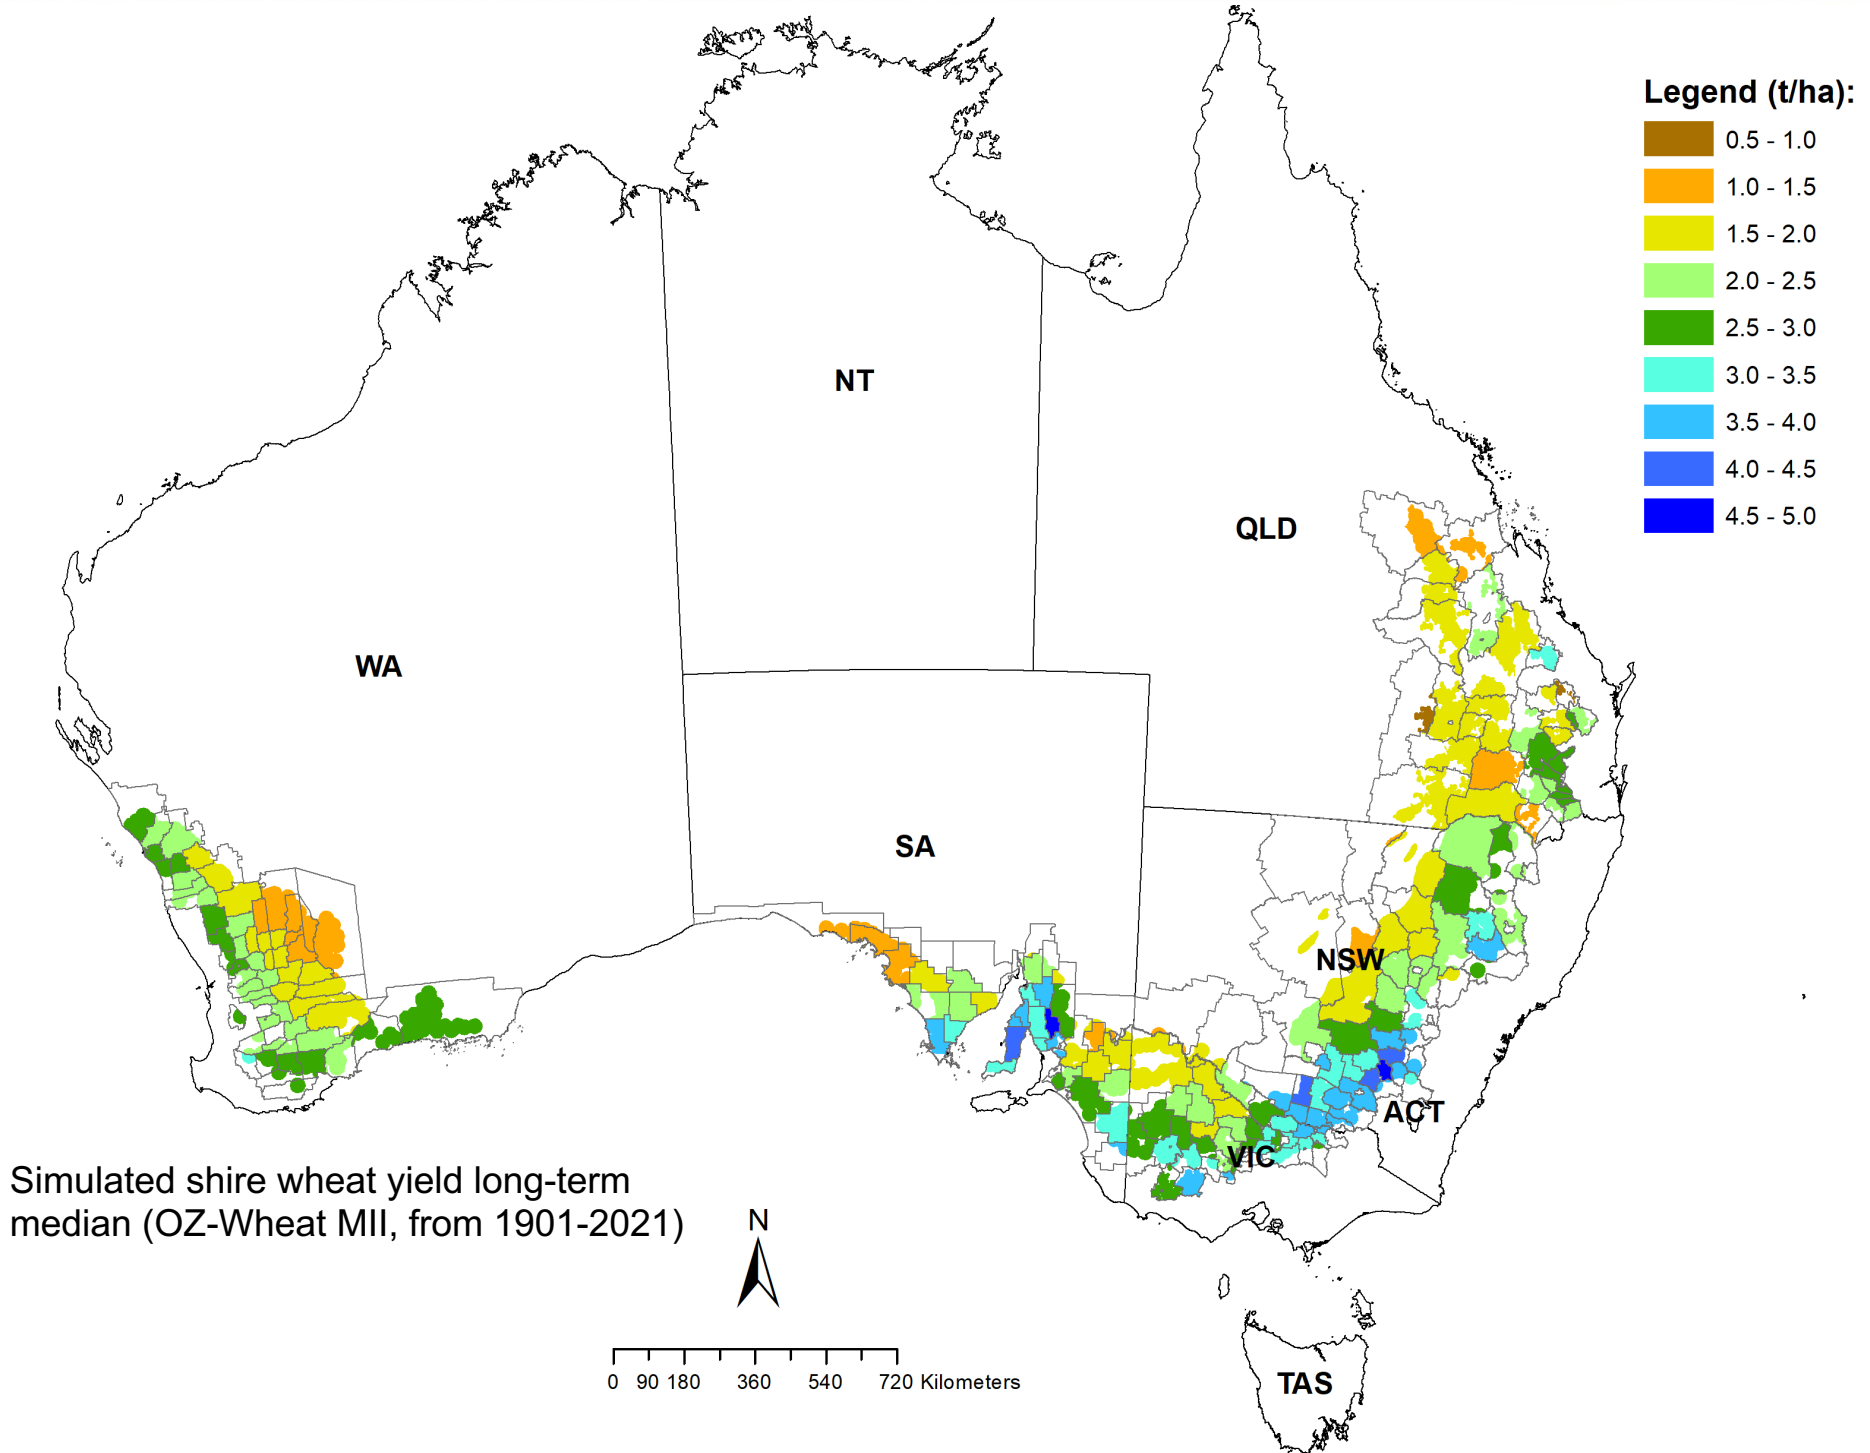 Legend (t/ha):
0.5 - 1.0
1.0 - 1.5
1.5 - 2.0
2.0 - 2.5
2.5 - 3.0
3.0 - 3.5
3.5 - 4.0
4.0 - 4.5
4.5 - 5.0
NT
QLD
WA
SA
NSW
ACT
VIC
TAS
Simulated shire wheat yield long-term
median (OZ-Wheat MII, from 1901-2021)
N
0 90 180 360 540 720 Kilometers